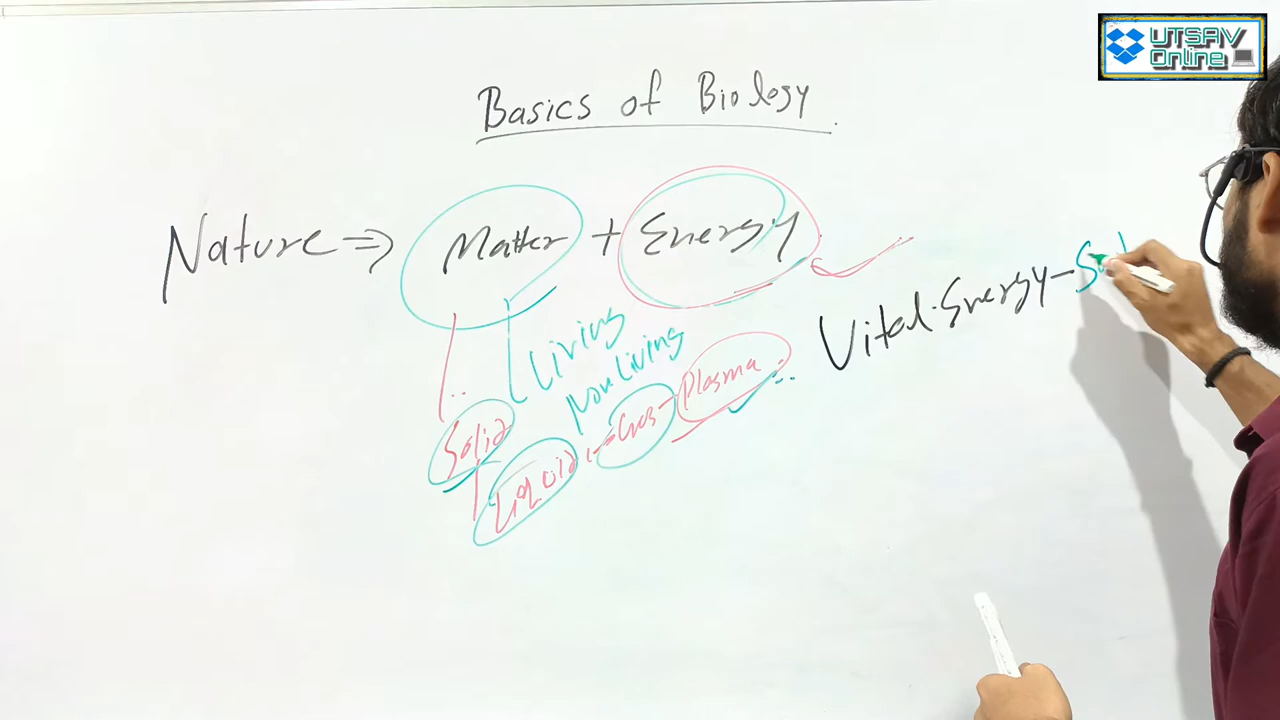 UTSAV
Online
Basics of Biology
Nature ⇒ Matter + Energy
Living
Non Living
Solid
Liquid
Gas - Plasma
Vital. Energy -